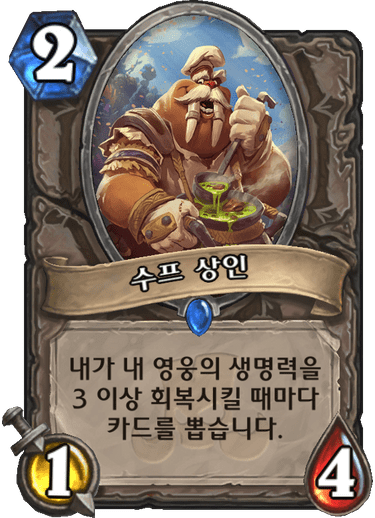 2
수프 상인
내가 내 영웅의 생명력을
3 이상 회복시킬 때마다
카드를 뽑습니다.
1
4